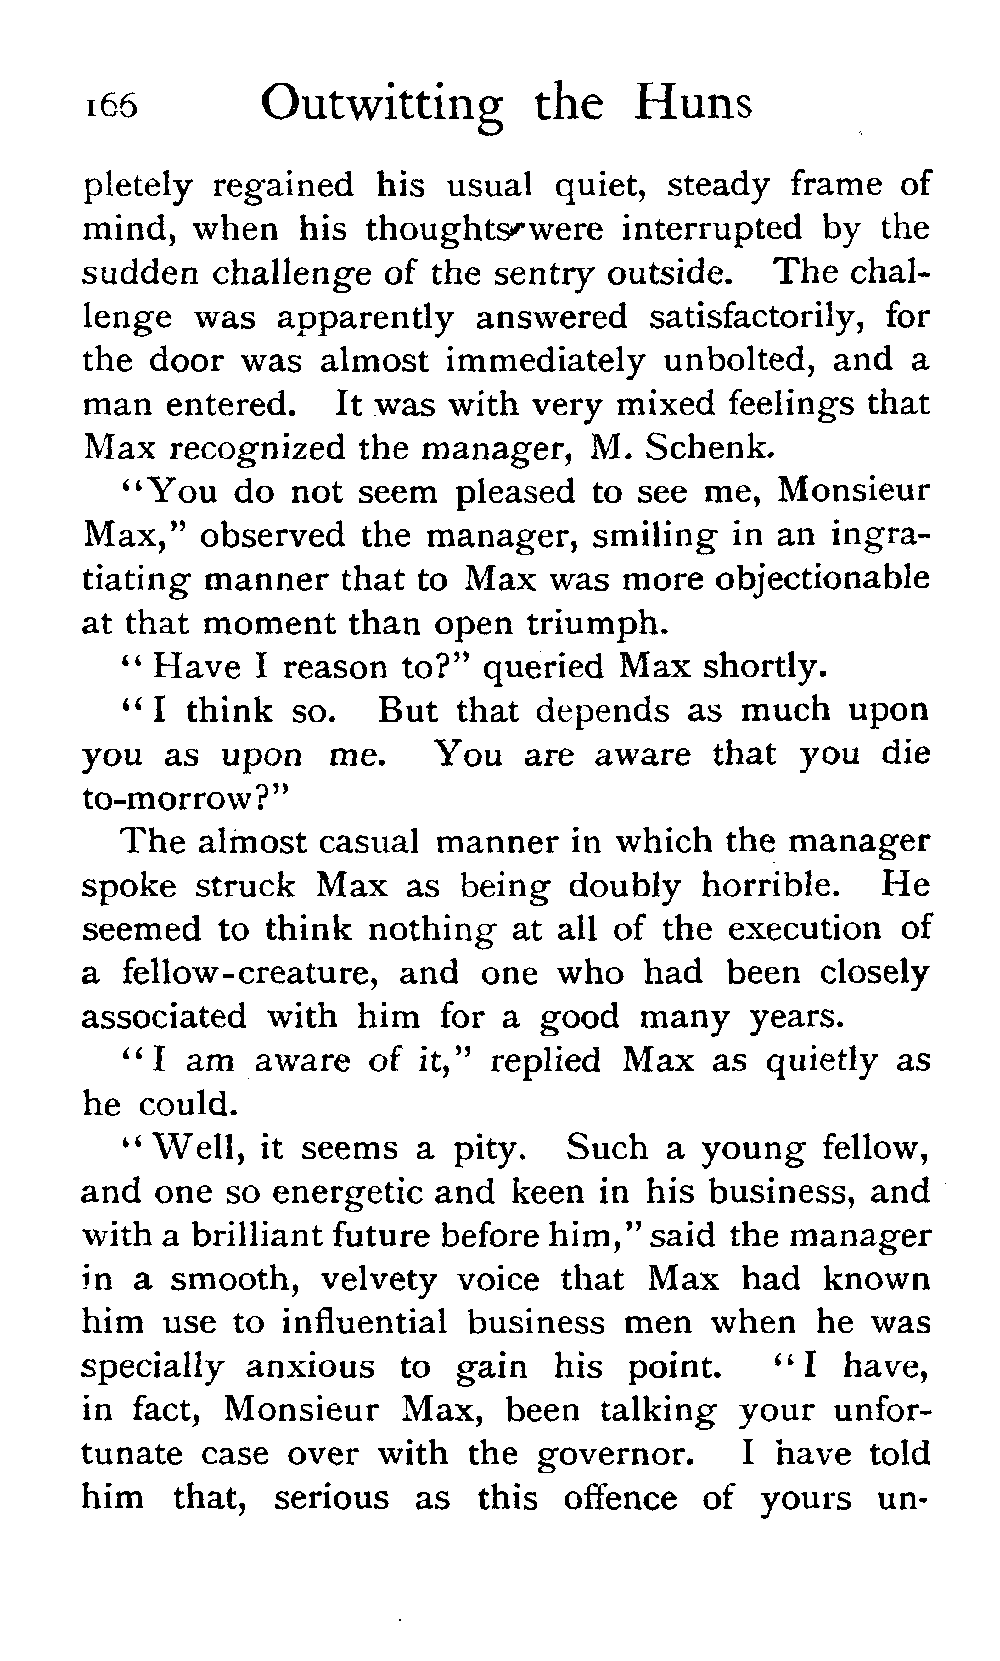 166 Outwitting the Huns
pletely regained his usual quiet, steady frame of
mind, when his thoughts were interrupted by the
sudden challenge of the sentry outside. The chal-
lenge was apparently answered satisfactorily, for
the door was almost immediately unbolted, and a
man entered. It was with very mixed feelings that
Max recognized the manager, M. Schenk.
"You do not seem pleased to see me, Monsieur
Max," observed the manager, smiling in an ingra-
tiating manner that to Max was more objectionable
at that moment than open triumph.
"Have I reason to?" queried Max shortly.
"I think so. But that depends as much upon
you as upon me. You are aware that you die
to-morrow?"
The almost casual manner in which the manager
spoke struck Max as being doubly horrible. He
seemed to think nothing at all of the execution of
a fellow-creature, and one who had been closely
associated with him for a good many years.
"I am aware of it," replied Max as quietly as
he could.
"Well, it seems a pity. Such a young fellow,
and one so energetic and keen in his business, and
with a brilliant future before him," said the manager
in a smooth, velvety voice that Max had known
him use to influential business men when he was
specially anxious to gain his point. "I have,
in fact, Monsieur Max, been talking your unfor-
tunate case over with the governor. I have told
him that, serious as this offence of yours un-